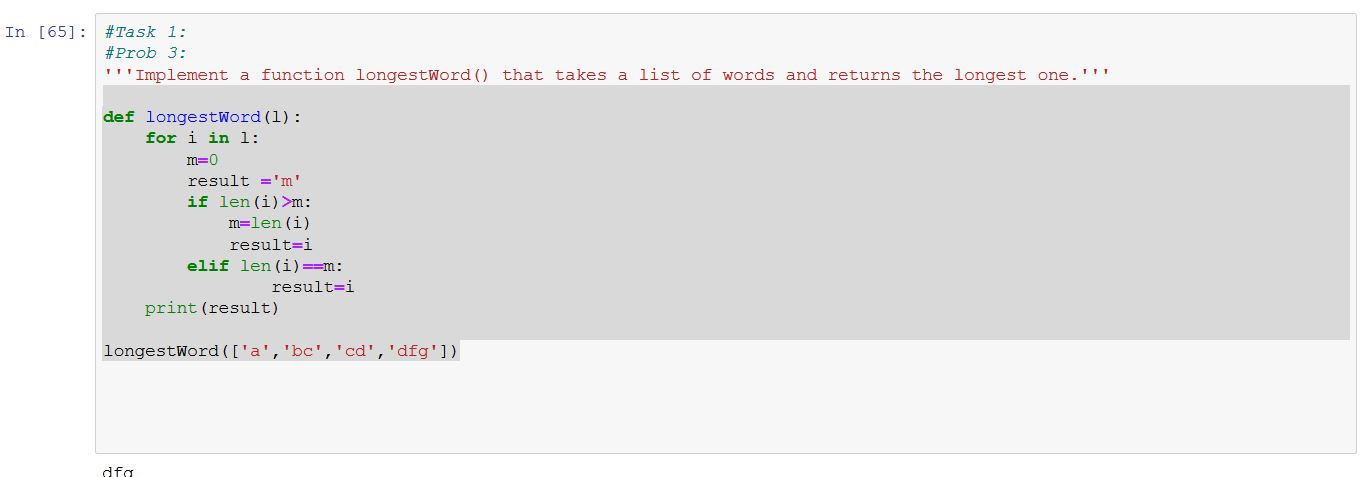 In [65]: #Task 1:
#Prob 3:
'''Implement a function longestWord() that takes a list of words and returns the longest one.'''
def longestWord(l):
    for i in l:
        m=0
        result ='m'
        if len(i)>m:
            m=len(i)
            result=i
        elif len(i)==m:
                result=i
    print(result)
longestWord(['a','bc','cd','dfg'])
dfg